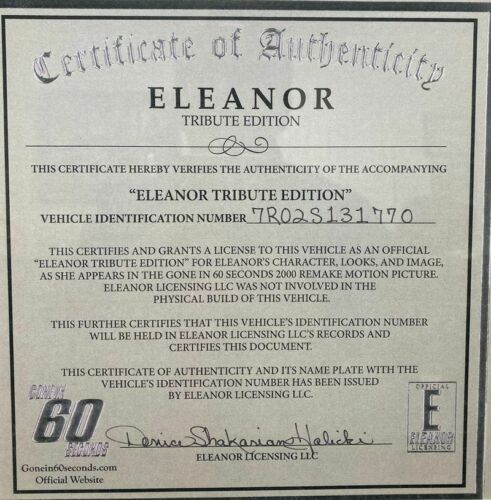 Certificate of Authenticity
ELEANOR
TRIBUTE EDITION
THIS CERTIFICATE HEREBY VERIFIES THE AUTHENTICITY OF THE ACCOMPANYING
“ELEANOR TRIBUTE EDITION”
VEHICLE IDENTIFICATION NUMBER 7R02S131770
THIS CERTIFIES AND GRANTS A LICENSE TO THIS VEHICLE AS AN OFFICIAL
“ELEANOR TRIBUTE EDITION” FOR ELEANOR'S CHARACTER, LOOKS, AND IMAGE,
AS SHE APPEARS IN THE GONE IN 60 SECONDS 2000 REMAKE MOTION PICTURE.
ELEANOR LICENSING LLC WAS NOT INVOLVED IN THE
PHYSICAL BUILD OF THIS VEHICLE.
THIS FURTHER CERTIFIES THAT THIS VEHICLE'S IDENTIFICATION NUMBER
WILL BE HELD IN ELEANOR LICENSING LLC'S RECORDS AND
CERTIFIES THIS DOCUMENT.
THIS CERTIFICATE OF AUTHENTICITY AND ITS NAME PLATE WITH THE
VEHICLE'S IDENTIFICATION NUMBER HAS BEEN ISSUED
BY ELEANOR LICENSING LLC.
GONE IN
60
SECONDS
Gonein60seconds.com
Official Website
Denice Shakarian Halicki
ELEANOR LICENSING LLC
OFFICIAL
E
ELEANOR
LICENSED